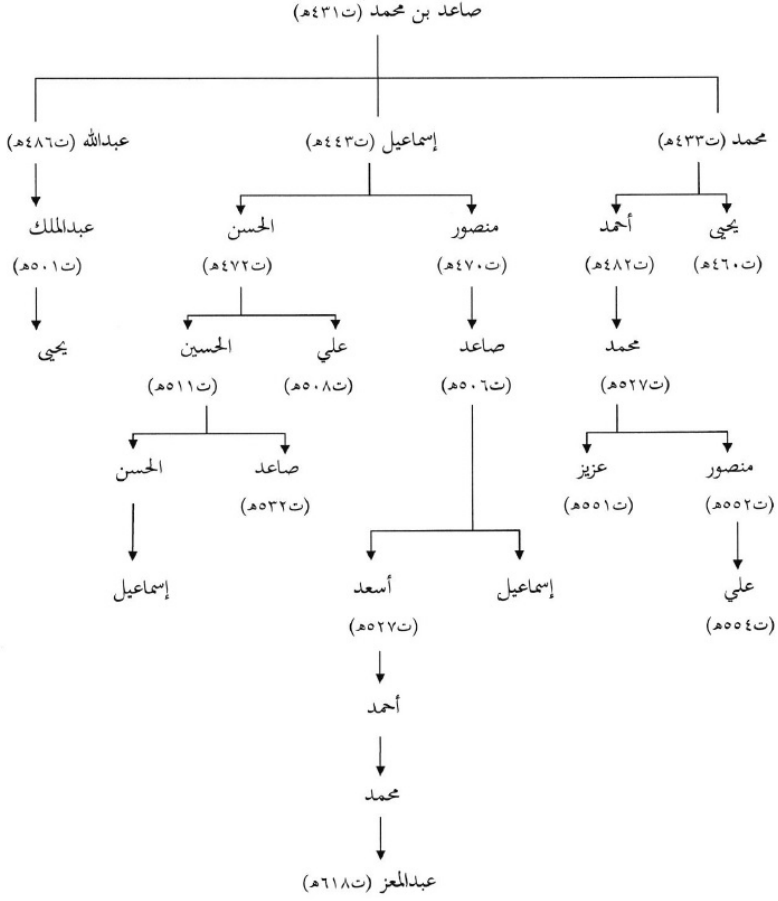 صاعد بن محمد (ت٤٣١هـ)
محمد (ت٤٣٣هـ) إسماعيل (ت٤٤٣هـ) عبدالله (ت٤٨٦هـ)
يحيى أحمد منصور الحسن عبدالملك
(ت٤٦٠هـ) (ت٤٨٢هـ) (ت٤٧٠هـ) (ت٤٧٢هـ) (ت٥٠١هـ)
محمد صاعد علي الحسين يحيى
(ت٥٢٧هـ) (ت٥٠٦هـ) (ت٥٠٨هـ) (ت٥١١هـ)
منصور عزيز صاعد الحسن
(ت٥٥٢هـ) (ت٥٥١هـ) (ت٥٣٢هـ)
علي إسماعيل أسعد إسماعيل
(ت٥٥٤هـ) (ت٥٢٧هـ)
أحمد
محمد
عبدالمعز (ت٦١٨هـ)